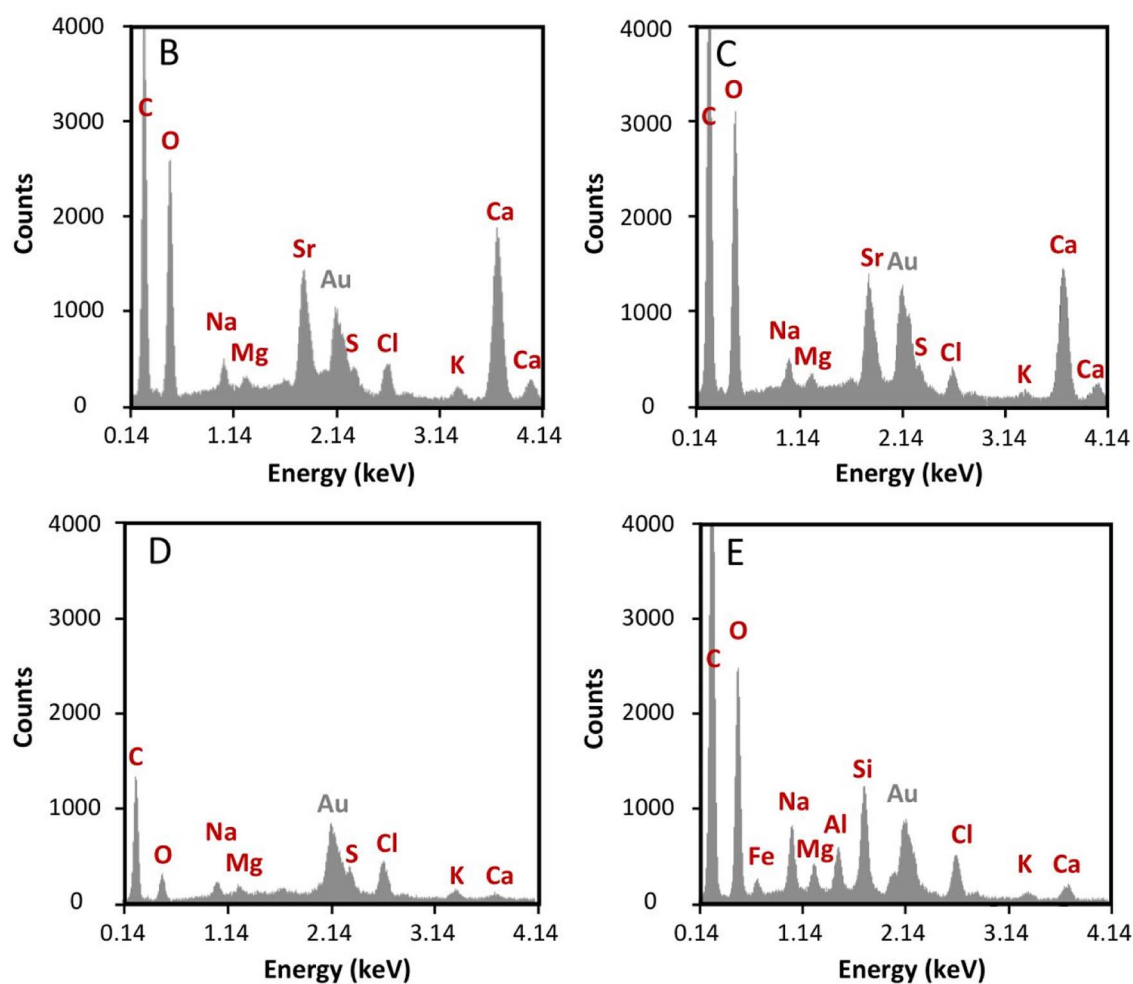 4000
B
3000
C
O
2000
Ca
Sr
Au
1000
Na
Mg
S
Cl
K
Ca
0
0.14 1.14 2.14 3.14 4.14
Counts
Energy (keV)
4000
C
O
3000
C
2000
Ca
Sr
Au
1000
Na
Mg
S
Cl
K
Ca
0
0.14 1.14 2.14 3.14 4.14
Counts
Energy (keV)
4000
D
3000
2000
C
Au
1000
Na
O
Mg
S
Cl
K
Ca
0
0.14 1.14 2.14 3.14 4.14
Counts
Energy (keV)
4000
E
3000
O
C
2000
Si
Au
1000
Na
Al
Fe
Mg
Cl
K
Ca
0
0.14 1.14 2.14 3.14 4.14
Counts
Energy (keV)